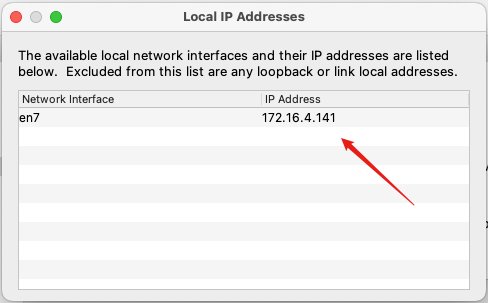 Local IP Addresses
The available local network interfaces and their IP addresses are listed
below.  Excluded from this list are any loopback or link local addresses.
Network Interface IP Address
en7 172.16.4.141